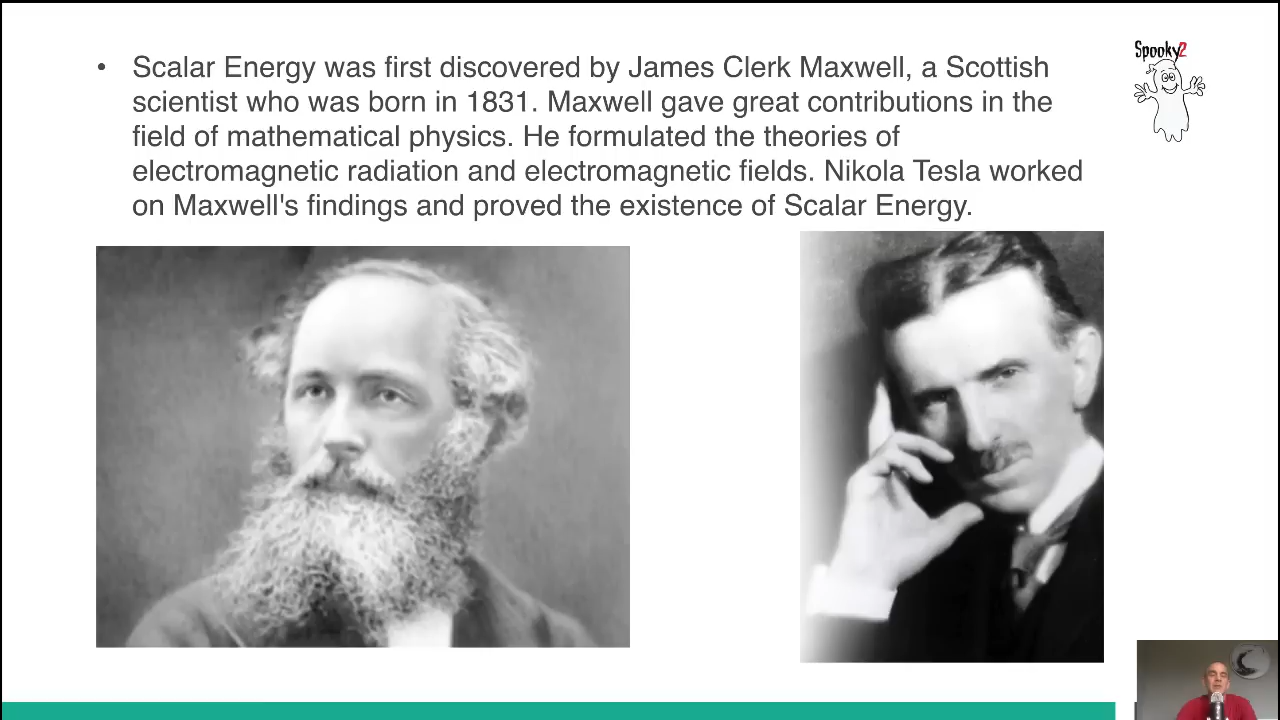 • Scalar Energy was first discovered by James Clerk Maxwell, a Scottish
scientist who was born in 1831. Maxwell gave great contributions in the
field of mathematical physics. He formulated the theories of
electromagnetic radiation and electromagnetic fields. Nikola Tesla worked
on Maxwell's findings and proved the existence of Scalar Energy.
Spooky2